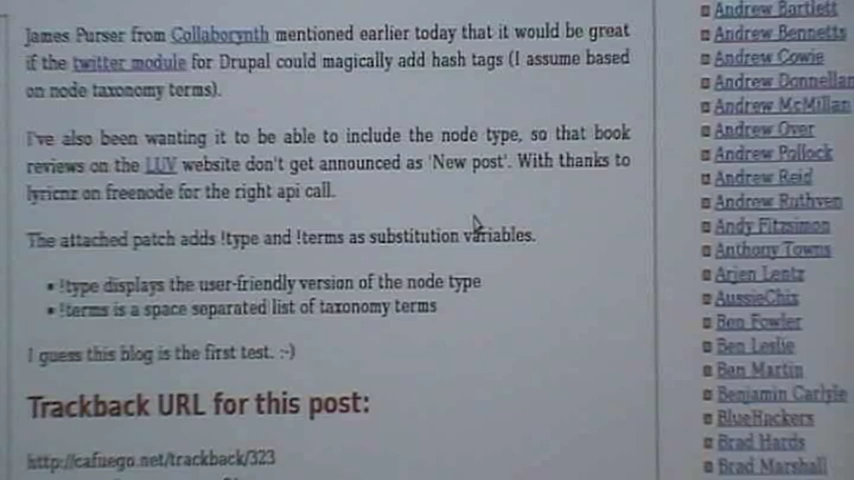 James Purser from Collaborynth mentioned earlier today that it would be great
if the twitter module for Drupal could magically add hash tags (I assume based
on node taxonomy terms).
I've also been wanting it to be able to include the node type, so that book
reviews on the LUV website don't get announced as 'New post'. With thanks to
lyricnz on freenode for the right api call.
The attached patch adds !type and !terms as substitution variables.
• !type displays the user-friendly version of the node type
• !terms is a space separated list of taxonomy terms
I guess this blog is the first test. :-)
Trackback URL for this post:
http://cafuego.net/trackback/323
Andrew Bartlett
Andrew Bennetts
Andrew Cowie
Andrew Donnellan
Andrew McMillan
Andrew Over
Andrew Pollock
Andrew Reid
Andrew Ruthven
Andy Fitzsimon
Anthony Towns
Arjen Lentz
AussieChix
Ben Fowler
Ben Leslie
Ben Martin
Benjamin Carlyle
BlueHackers
Brad Hards
Brad Marshall